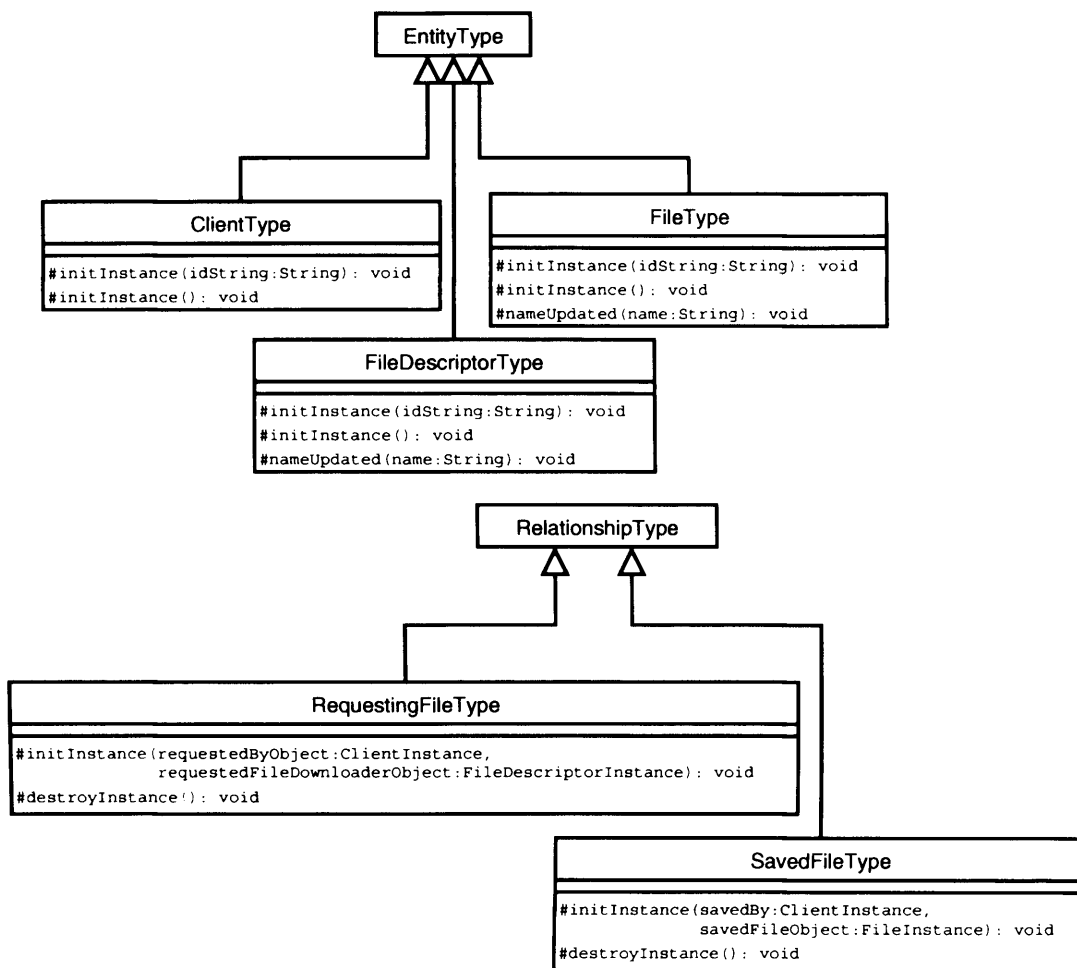 EntityType
ClientType
#initInstance(idString:String): void
#initInstance(): void
FileType
#initInstance(idString:String): void
#initInstance(): void
#nameUpdated(name:String): void
FileDescriptorType
#initInstance(idString:String): void
#initInstance(): void
#nameUpdated(name:String): void
RelationshipType
RequestingFileType
#initInstance(requestedByObject:ClientInstance,
requestedFileDownloaderObject:FileDescriptorInstance): void
#destroyInstance(): void
SavedFileType
#initInstance(savedBy:ClientInstance,
savedFileObject:FileInstance): void
#destroyInstance(): void